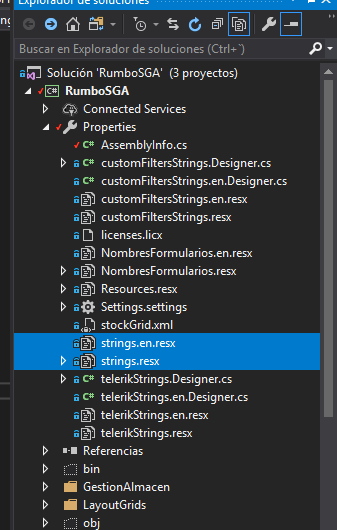 Explorador de soluciones
Buscar en Explorador de soluciones (Ctrl+`)
Solución 'RumboSGA' (3 proyectos)
C# RumboSGA
Connected Services
Properties
C# AssemblyInfo.cs
C# customFiltersStrings.Designer.cs
C# customFiltersStrings.en.Designer.cs
customFiltersStrings.en.resx
customFiltersStrings.resx
licenses.licx
NombresFormularios.en.resx
NombresFormularios.resx
Resources.resx
Settings.settings
stockGrid.xml
strings.en.resx
strings.resx
C# telerikStrings.Designer.cs
C# telerikStrings.en.Designer.cs
telerikStrings.en.resx
telerikStrings.resx
Referencias
bin
GestionAlmacen
LayoutGrids
obj